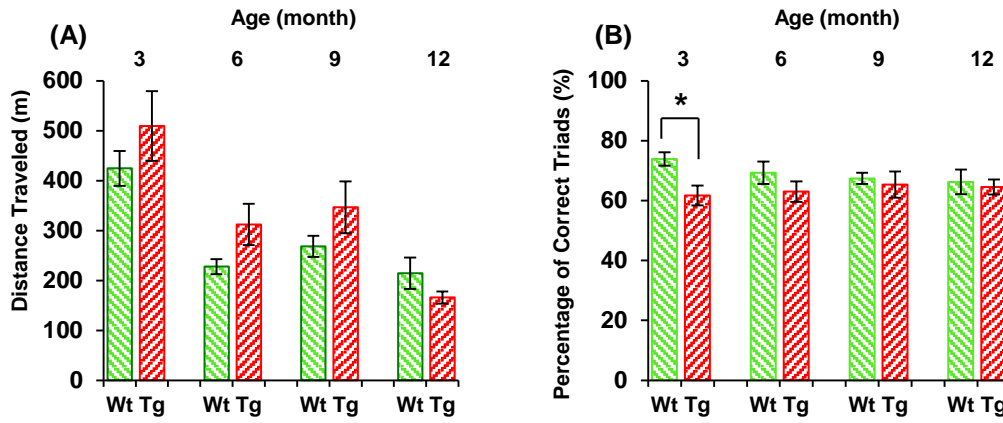 (A)
Age (month)
3 6 9 12
Distance Traveled (m)
600
500
400
300
200
100
0
Wt Tg Wt Tg Wt Tg Wt Tg
(B)
Age (month)
3 6 9 12
Percentage of Correct Triads (%)
100
80
60
40
20
0
*
Wt Tg Wt Tg Wt Tg Wt Tg